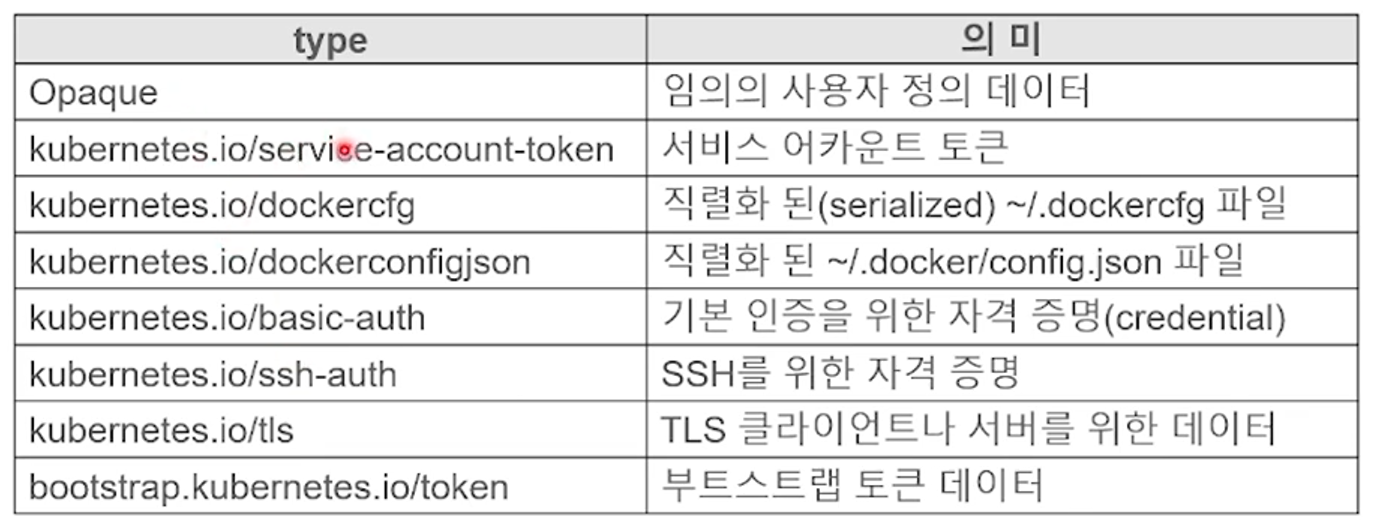 type 의 미
Opaque 임의의 사용자 정의 데이터
kubernetes.io/service-account-token 서비스 어카운트 토큰
kubernetes.io/dockercfg 직렬화 된(serialized) ~/.dockercfg 파일
kubernetes.io/dockerconfigjson 직렬화 된 ~/.docker/config.json 파일
kubernetes.io/basic-auth 기본 인증을 위한 자격 증명(credential)
kubernetes.io/ssh-auth SSH를 위한 자격 증명
kubernetes.io/tls TLS 클라이언트나 서버를 위한 데이터
bootstrap.kubernetes.io/token 부트스트랩 토큰 데이터